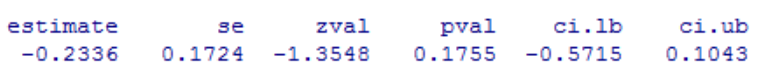 estimate se zval pval ci.lb ci.ub
-0.2336 0.1724 -1.3548 0.1755 -0.5715 0.1043